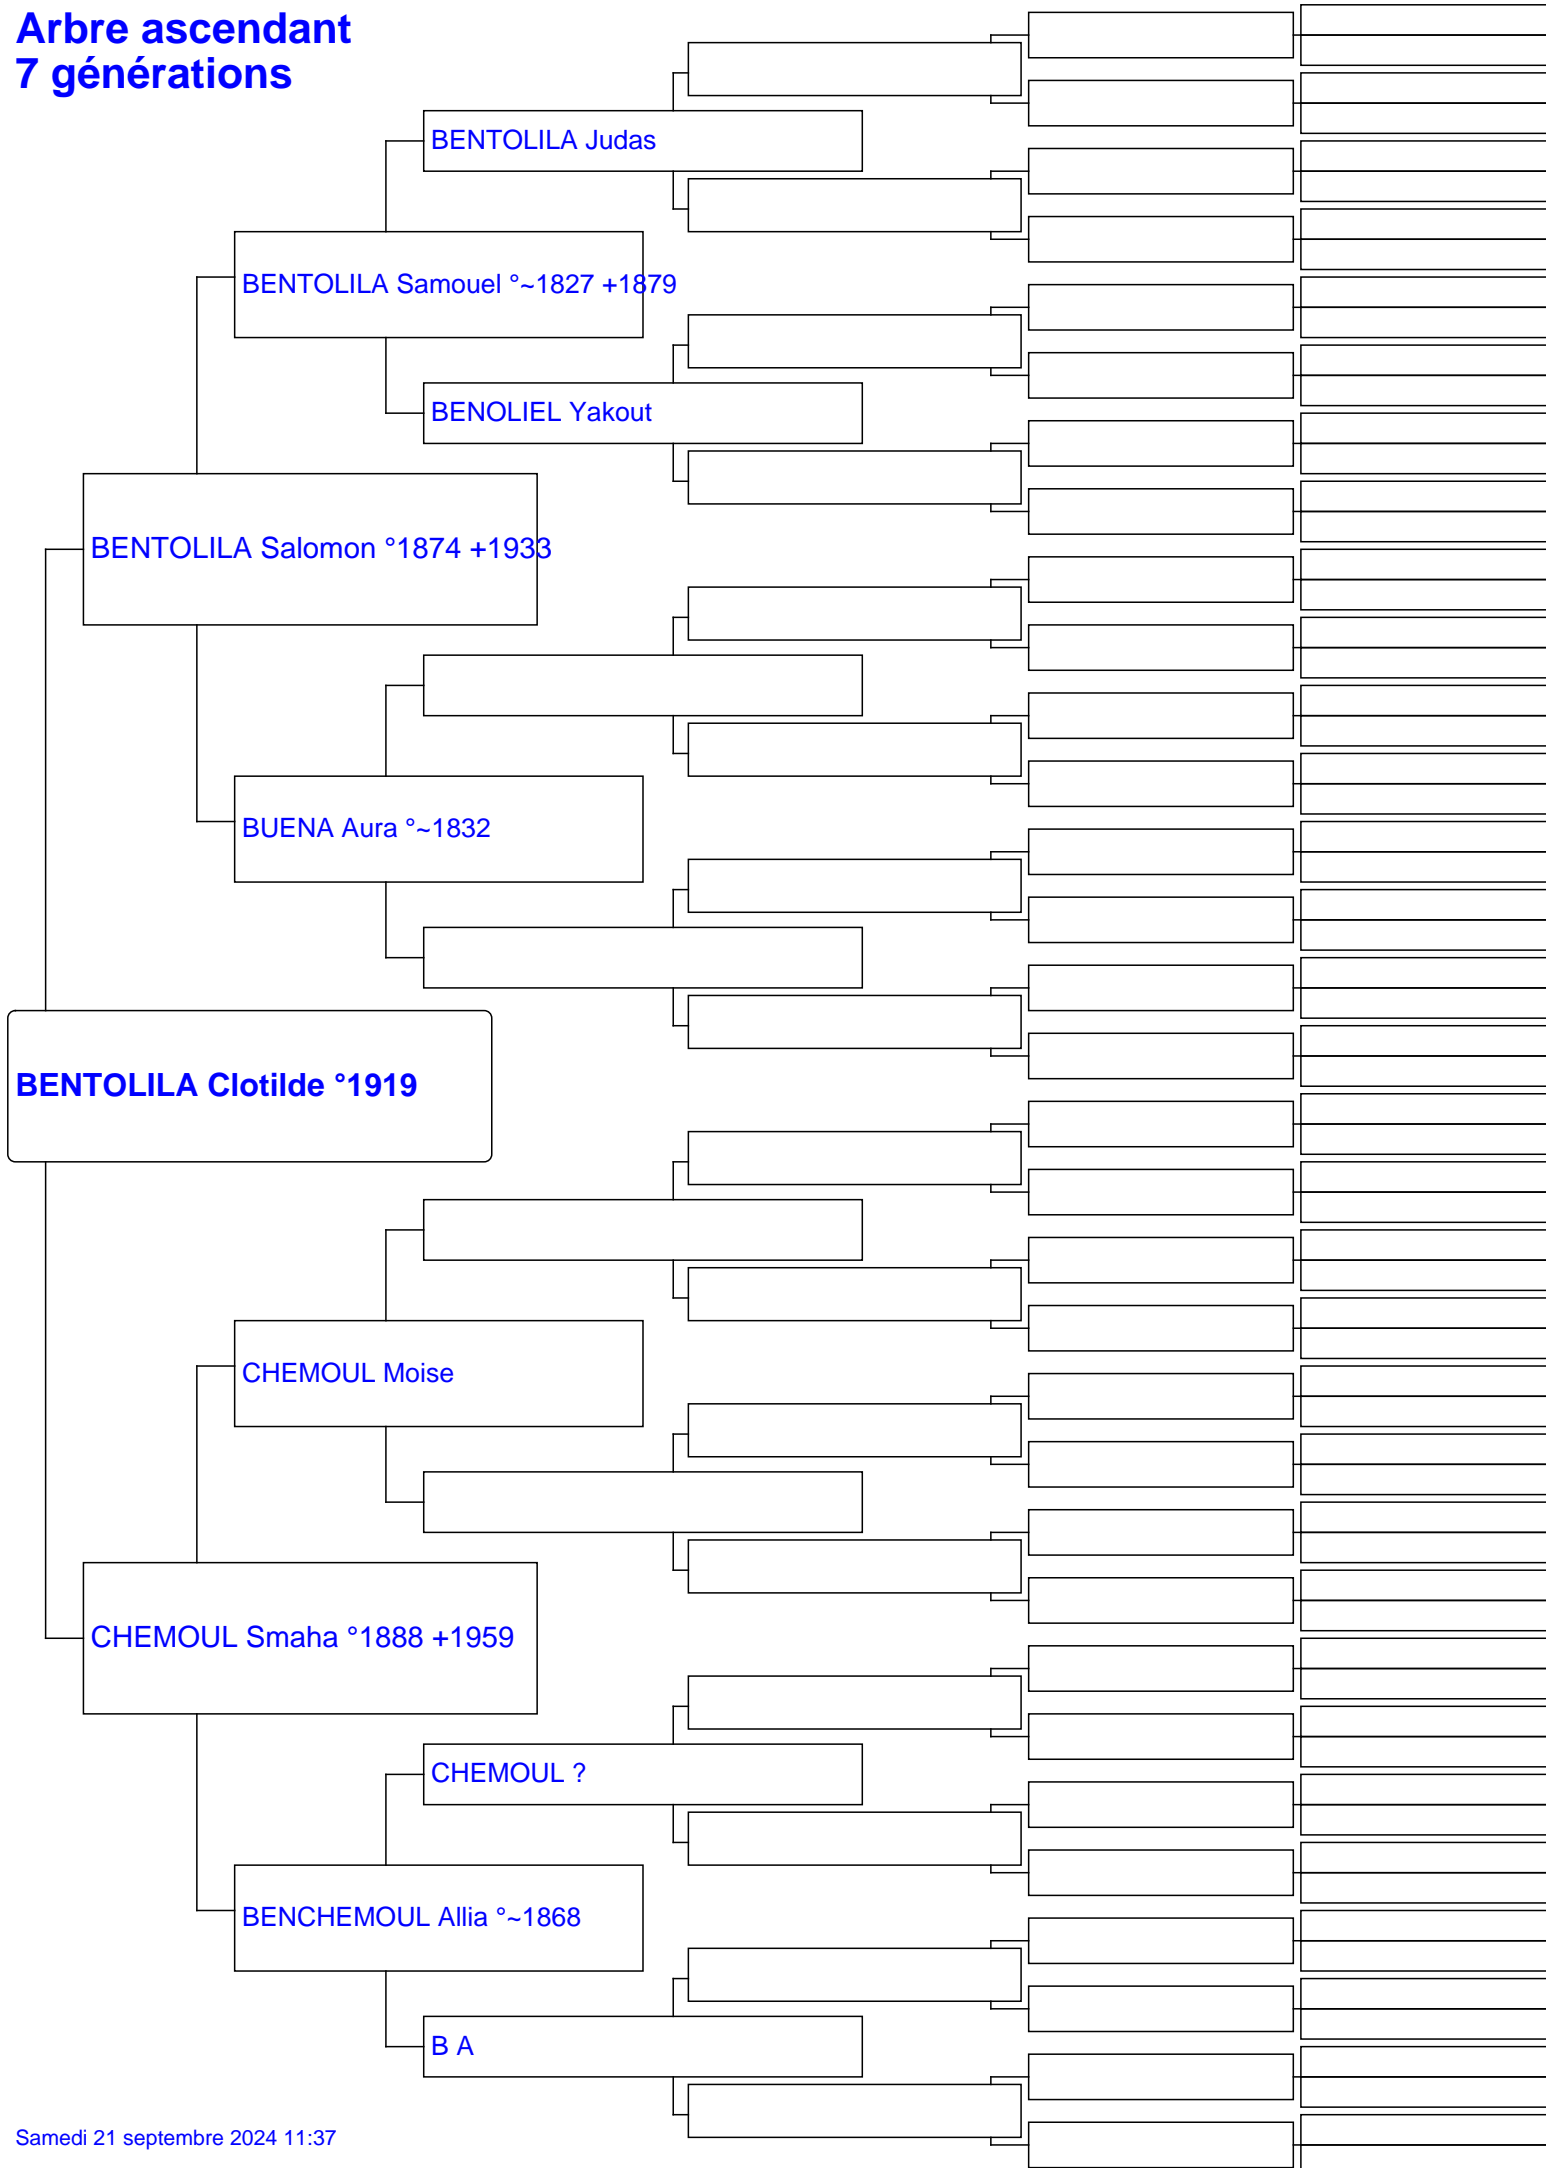 Arbre ascendant
7 générations
BENTOLILA Judas
BENTOLILA Samouel °~1827 +1879
BENOLIEL Yakout
BENTOLILA Salomon °1874 +1933
BUENA Aura °~1832
BENTOLILA Clotilde °1919
CHEMOUL Moise
CHEMOUL Smaha °1888 +1959
CHEMOUL ?
BENCHEMOUL Allia °~1868
B A
Samedi 21 septembre 2024 11:37